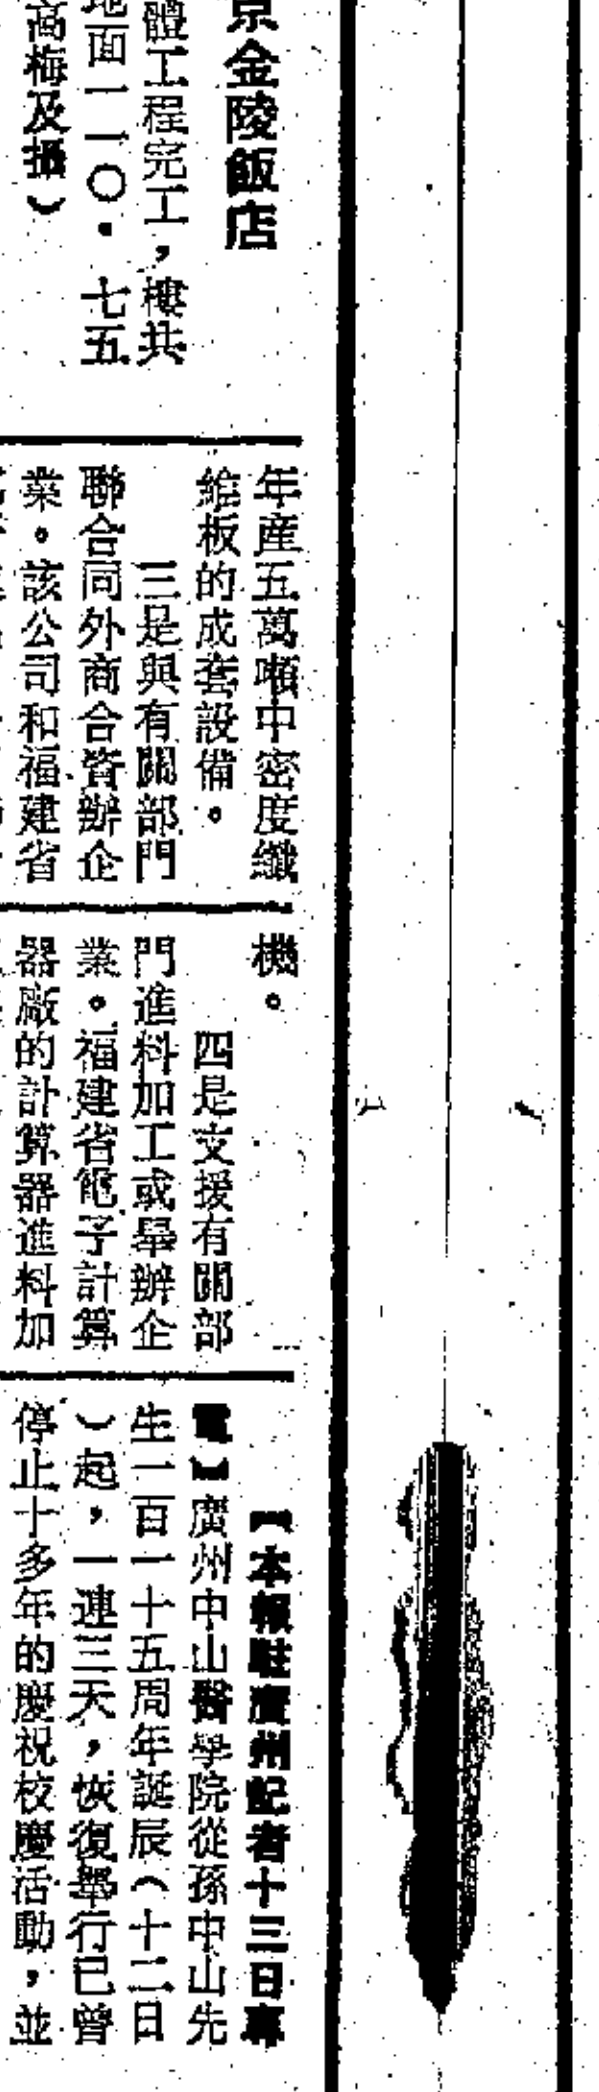 京金陵飯店
體工程完工，樓共
地面一一〇．七五
高梅及攝）
年産五萬噸中密度纖
維板的成套設備。
三是與有關部門
聯合同外商合資辦企
業。該公司和福建省
機。
四是支援有關部
門進料加工或舉辦企
業。福建省電子計算
器廠的計算器進料加
【本報駐廣州記者十三日專
電】廣州中山醫學院從孫中山先
生一百一十五周年誕辰（十二日
）起，一連三天，恢復舉行已曾
停止十多年的慶祝校慶活動，並